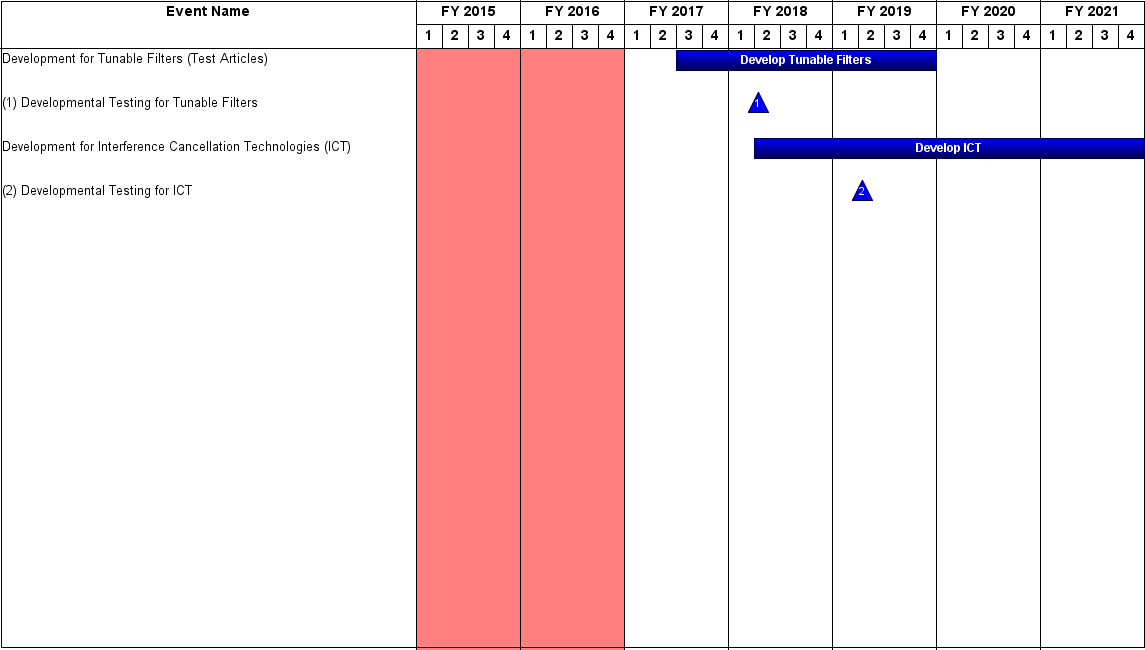 Event Name FY 2015 FY 2016 FY 2017 FY 2018 FY 2019 FY 2020 FY 2021
1 2 3 4 1 2 3 4 1 2 3 4 1 2 3 4 1 2 3 4 1 2 3 4 1 2 3 4
Development for Tunable Filters (Test Articles) Develop Tunable Filters
(1) Developmental Testing for Tunable Filters 1
Development for Interference Cancellation Technologies (ICT) Develop ICT
(2) Developmental Testing for ICT 2